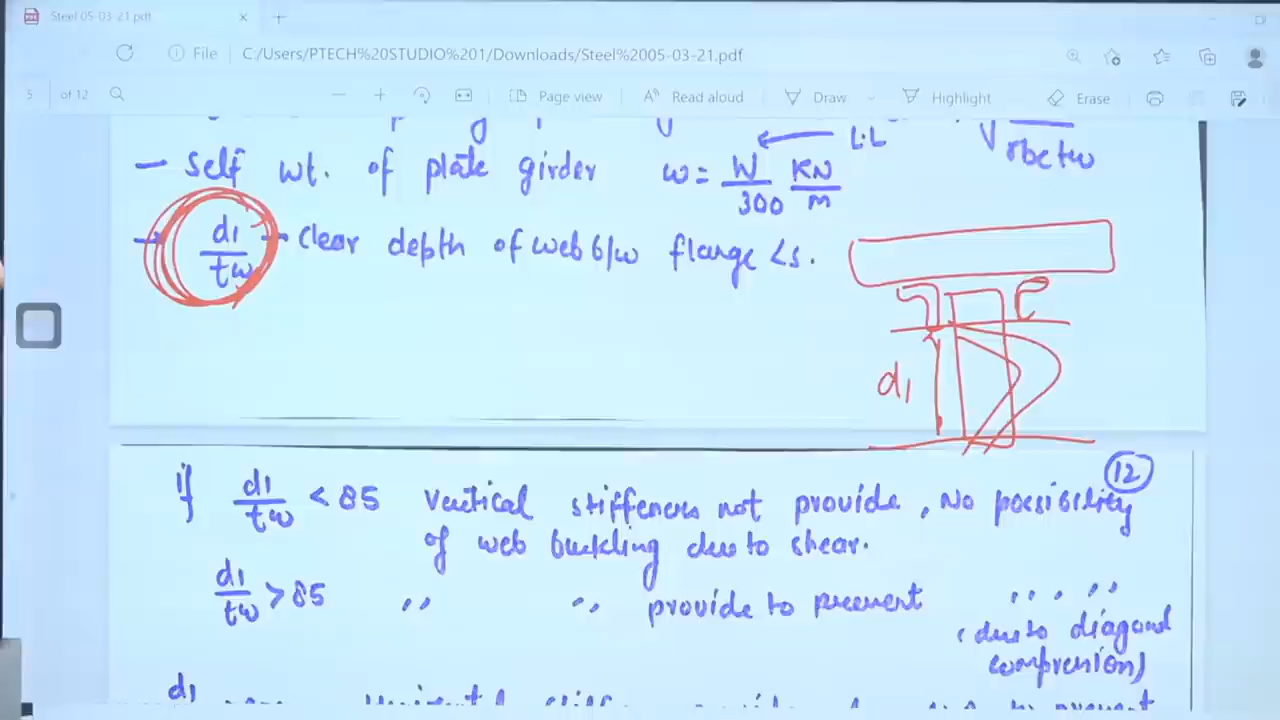 Steel 05-03-21.pdf
File C:/Users/PTECH%20STUDIO%201/Downloads/Steel%2005-03-21.pdf
5 of 12 Page view Read aloud Draw Highlight Erase
L.L
— Self wt. of plate girder w = W/300 KN/m
σbc tw
→ d1/tw → Clear depth of web b/w flange Ls.
d1
12
if d1/tw < 85 Vertical stiffeners not provide, No possibility
of web buckling due to shear.
d1/tw > 85 ,, ,, provide to prevent ,, ,, ,,
(due to diagonal
compression)
d1